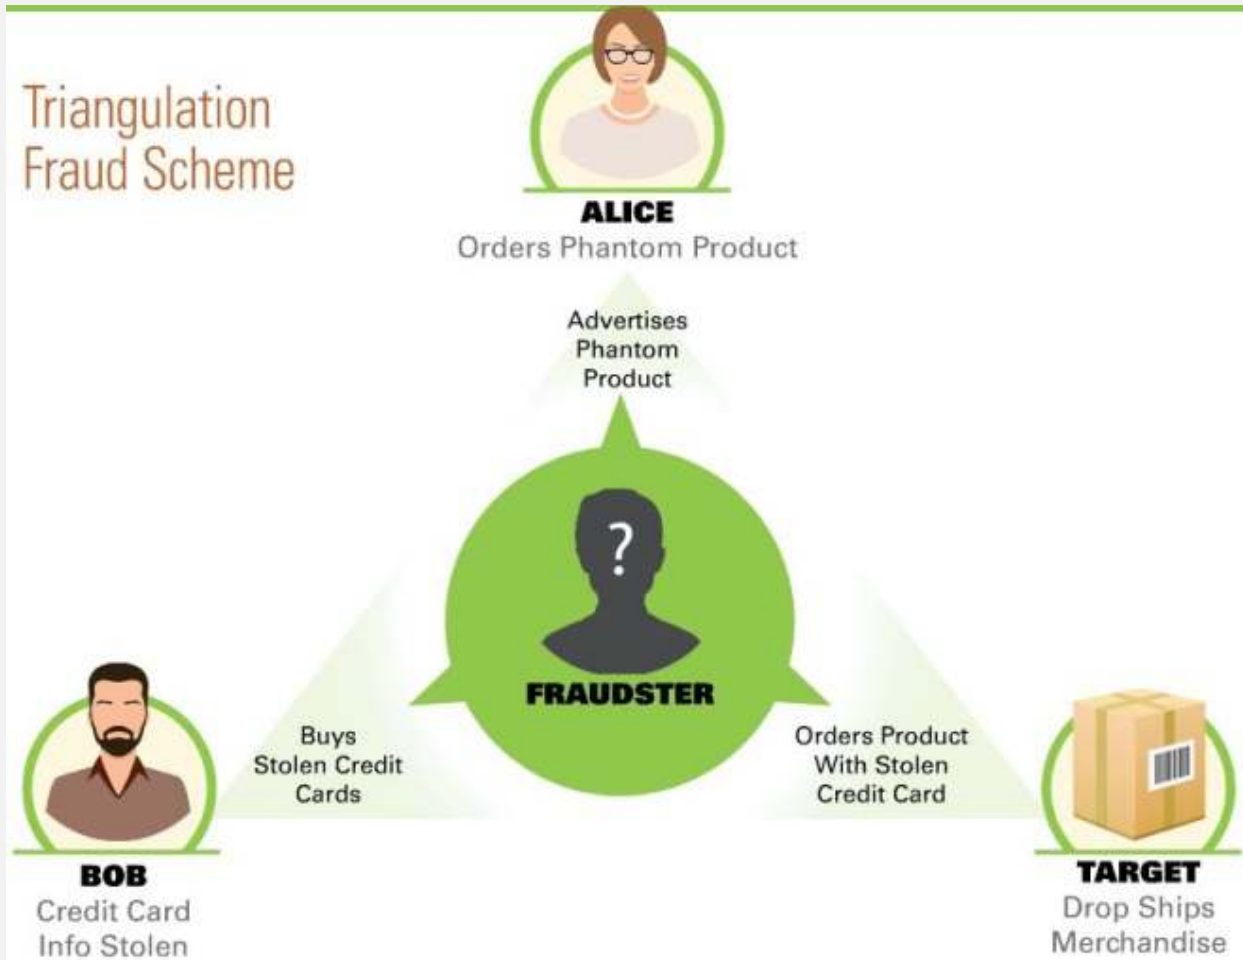 Triangulation
Fraud Scheme
ALICE
Orders Phantom Product
Advertises
Phantom
Product
?
FRAUDSTER
Buys
Stolen Credit
Cards
Orders Product
With Stolen
Credit Card
BOB
Credit Card
Info Stolen
TARGET
Drop Ships
Merchandise